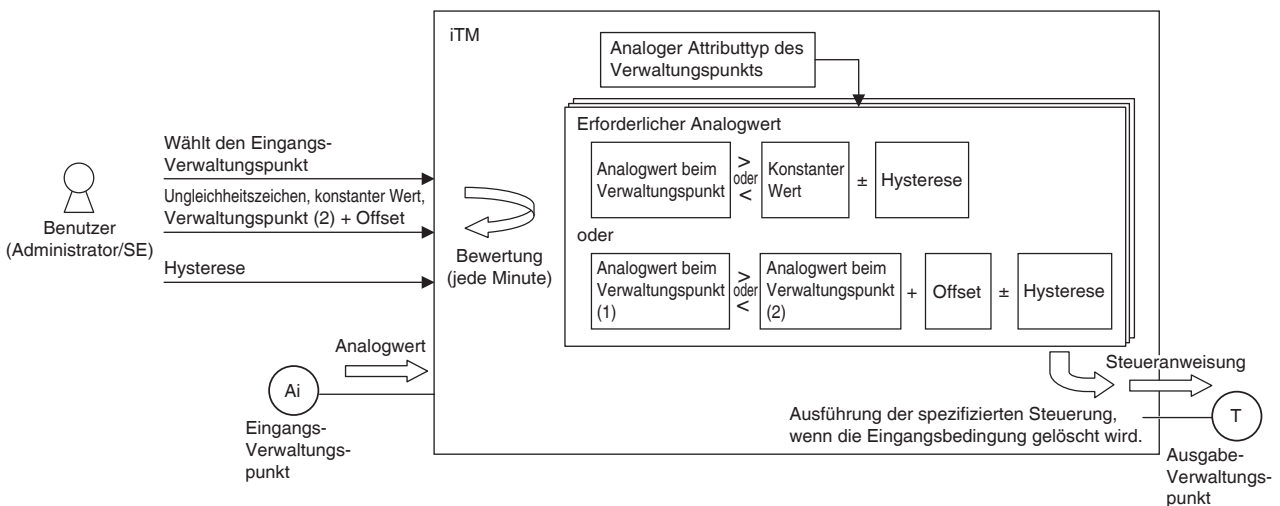 iTM
Analoger Attributtyp des
Verwaltungspunkts
Erforderlicher Analogwert
Analogwert beim
Verwaltungspunkt
>
oder
<
Konstanter
Wert
±
Hysterese
oder
Analogwert beim
Verwaltungspunkt
(1)
>
oder
<
Analogwert beim
Verwaltungspunkt
(2)
+
Offset
±
Hysterese
Wählt den Eingangs-
Verwaltungspunkt
Ungleichheitszeichen, konstanter Wert,
Verwaltungspunkt (2) + Offset
Hysterese
Benutzer
(Administrator/SE)
Bewertung
(jede Minute)
Analogwert
Ai
Eingangs-
Verwaltungs-
punkt
Steueranweisung
Ausführung der spezifizierten Steuerung,
wenn die Eingangsbedingung gelöscht wird.
T
Ausgabe-
Verwaltungs-
punkt